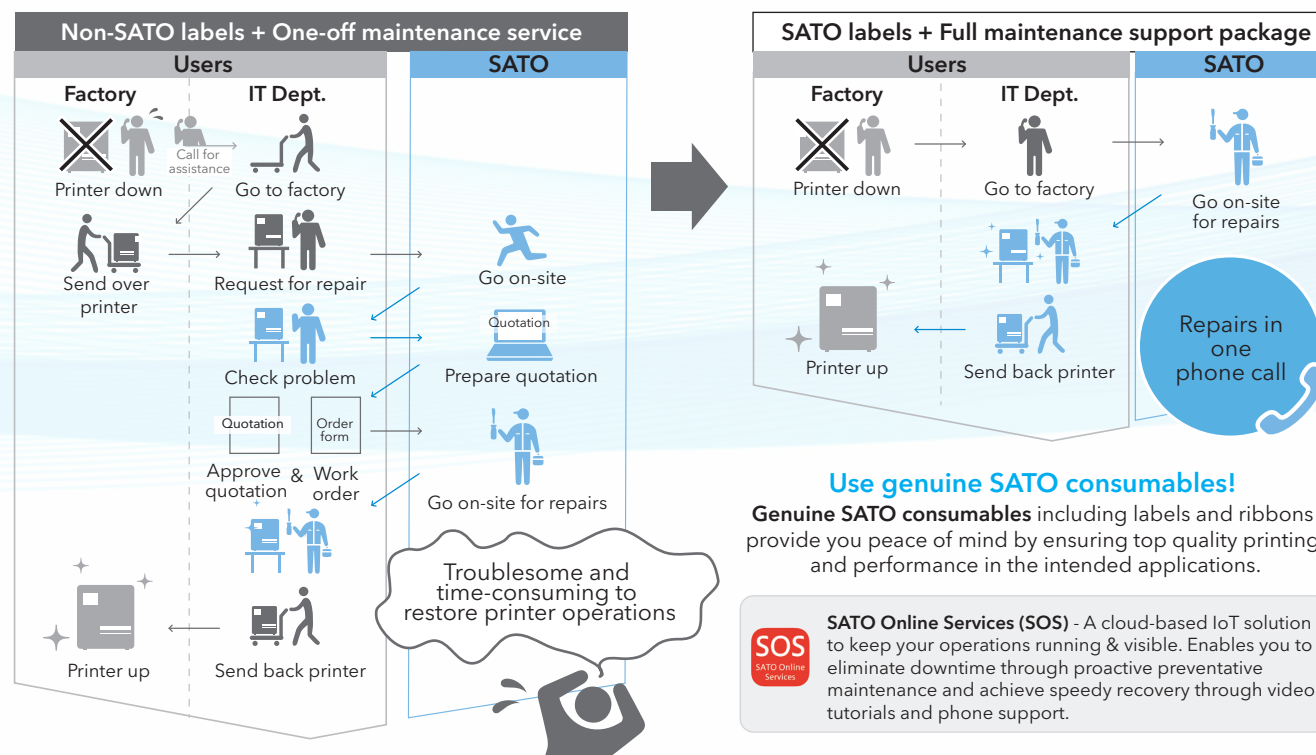 Non-SATO labels + One-off maintenance service
Users
SATO
Factory
IT Dept.
Call for
assistance
Printer down
Go to factory
Send over
printer
Request for repair
Go on-site
Check problem
Quotation
Prepare quotation
Quotation
Order
form
Approve
quotation
&
Work
order
Go on-site for repairs
Troublesome and
time-consuming to
restore printer operations
Printer up
Send back printer
SATO labels + Full maintenance support package
Users
SATO
Factory
IT Dept.
Printer down
Go to factory
Go on-site
for repairs
Printer up
Send back printer
Repairs in
one
phone call
Use genuine SATO consumables!
Genuine SATO consumables including labels and ribbons
provide you peace of mind by ensuring top quality printing
and performance in the intended applications.
SOS
SATO Online
Services
SATO Online Services (SOS) - A cloud-based IoT solution
to keep your operations running & visible. Enables you to
eliminate downtime through proactive preventative
maintenance and achieve speedy recovery through video
tutorials and phone support.